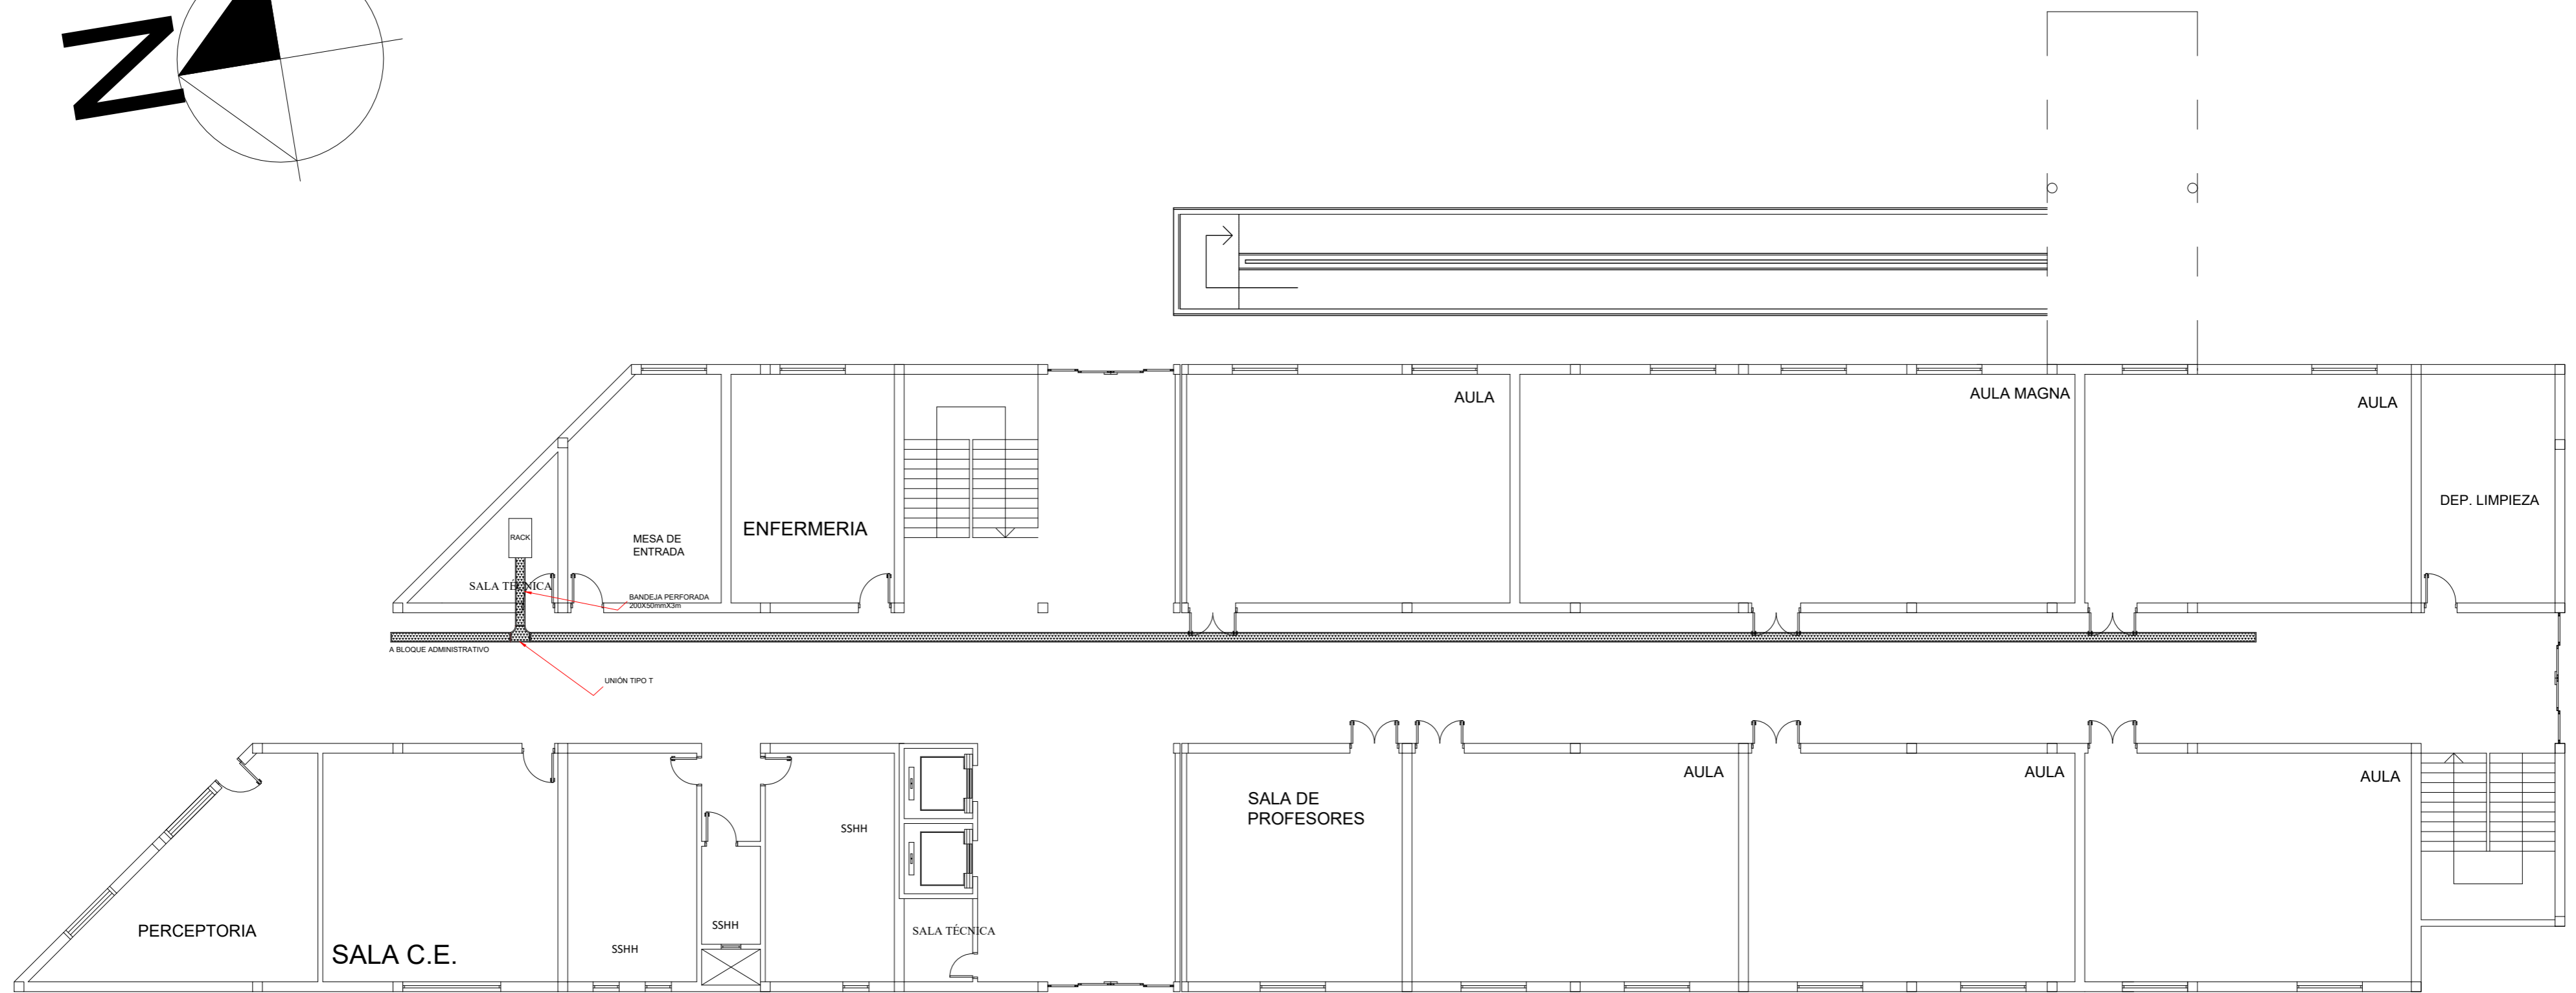 N
AULA
AULA MAGNA
AULA
DEP. LIMPIEZA
ENFERMERIA
MESA DE
ENTRADA
RACK
SALA TÉCNICA
BANDEJA PERFORADA
200X50mmX3m
A BLOQUE ADMINISTRATIVO
UNIÓN TIPO T
AULA
AULA
AULA
SALA DE
PROFESORES
SSHH
PERCEPTORIA
SALA C.E.
SSHH
SSHH
SALA TÉCNICA